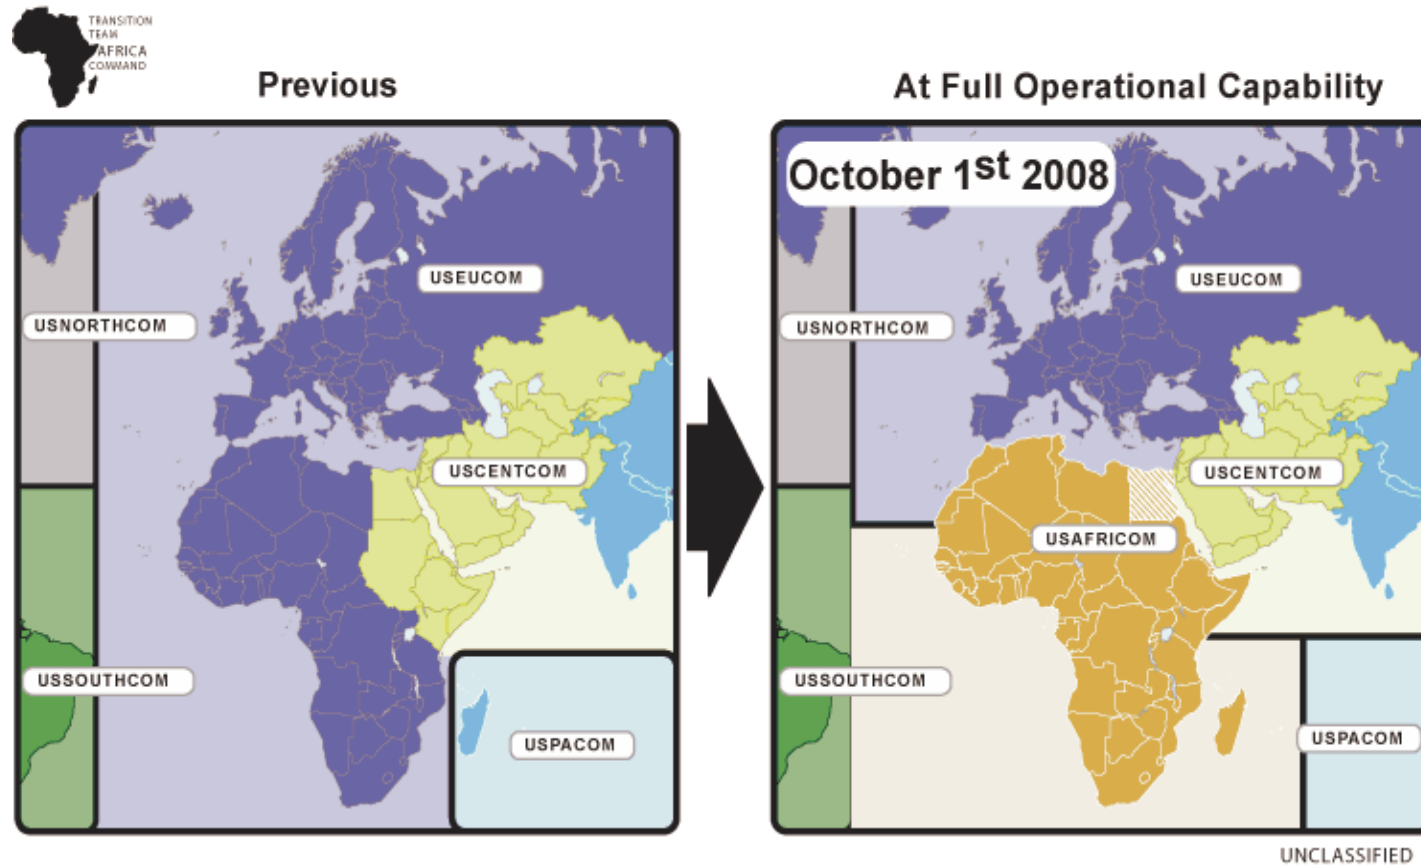 TRANSITION
TEAM
AFRICA
COMMAND
Previous
At Full Operational Capability
October 1st 2008
USEUCOM
USNORTHCOM
USCENTCOM
USSOUTHCOM
USPACOM
USEUCOM
USNORTHCOM
USCENTCOM
USAFRICOM
USSOUTHCOM
USPACOM
UNCLASSIFIED